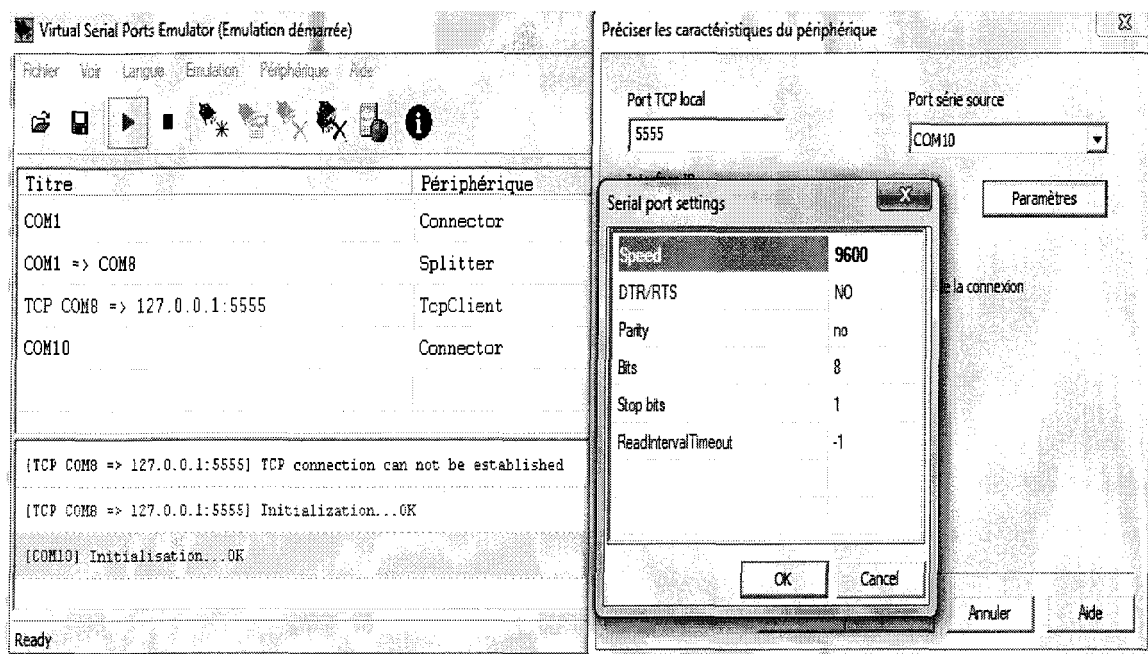 Virtual Serial Ports Emulator (Emulation démarrée)
Fichier Voir Langue Emulation Périphérique Aide
Titre Périphérique
COM1 Connector
COM1 => COM8 Splitter
TCP COM8 => 127.0.0.1:5555 TcpClient
COM10 Connector
[TCP COM8 => 127.0.0.1:5555] TCP connection can not be established
[TCP COM8 => 127.0.0.1:5555] Initialization...OK
[COM10] Initialisation...OK
Ready
Préciser les caractéristiques du périphérique
Port TCP local Port série source
5555 COM10
Paramètres
la connexion
Serial port settings
Speed 9600
DTR/RTS NO
Parity no
Bits 8
Stop bits 1
ReadIntervalTimeout -1
OK Cancel
Annuler Aide